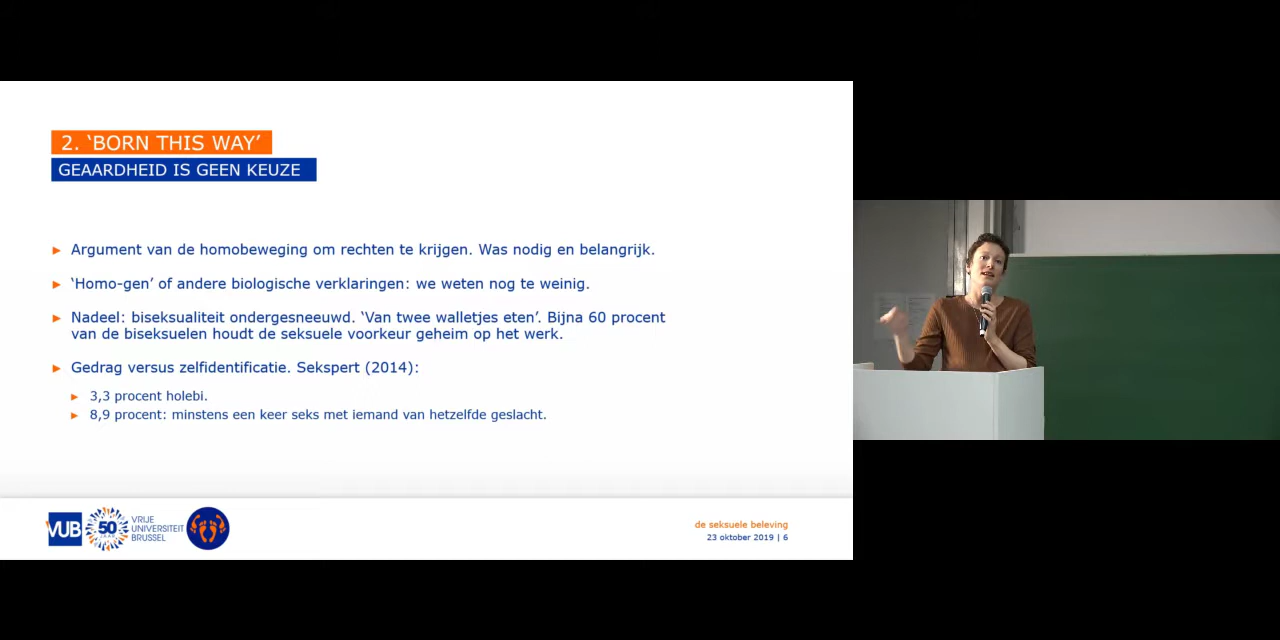 2. ‘BORN THIS WAY’
GEAARDHEID IS GEEN KEUZE
Argument van de homobeweging om rechten te krijgen. Was nodig en belangrijk.
‘Homo-gen’ of andere biologische verklaringen: we weten nog te weinig.
Nadeel: biseksualiteit ondergesneeuwd. ‘Van twee walletjes eten’. Bijna 60 procent
van de biseksuelen houdt de seksuele voorkeur geheim op het werk.
Gedrag versus zelfidentificatie. Sekspert (2014):
3,3 procent holebi.
8,9 procent: minstens een keer seks met iemand van hetzelfde geslacht.
VUB
50
JAAR
VRIJE
UNIVERSITEIT
BRUSSEL
de seksuele beleving
23 oktober 2019 | 6